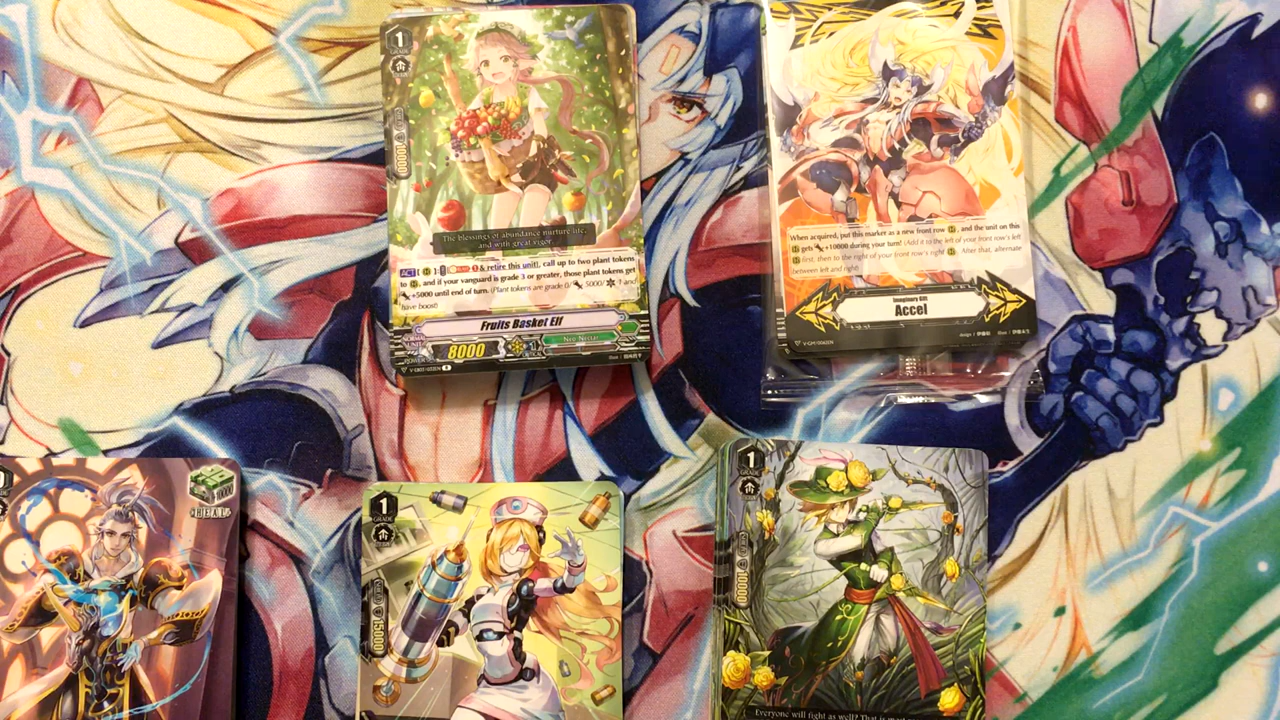 1
GRADE
10000
The blessings of abundance nurture life,
and with great vigor.
& retire this unit], call up to two plant tokens
to , and if your vanguard is grade 3 or greater, those plant tokens get
+5000 until end of turn. (Plant tokens are grade 0/ 5000/ 1 and
have boost)
Fruits Basket Elf
NORMAL
UNIT
POWER
8000
1
CRITICAL
Neo Nectar
When acquired, put this marker as a new front row , and the unit on this
gets +10000 during your turn! (Add it to the left of your front row's left
first, then to the right of your front row's right . After that, alternate
between left and right)
Imaginary Gift
Accel
HEAL
1
GRADE
15000
1
GRADE
10000
Everyone will fight as well? That is